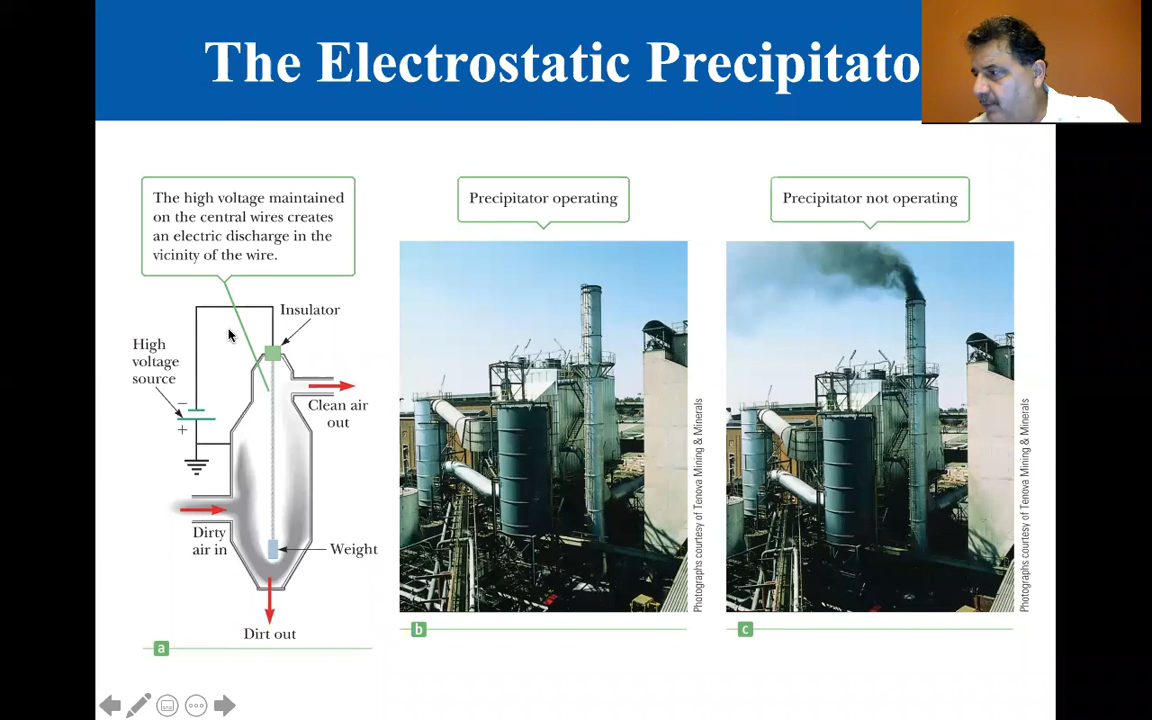 The Electrostatic Precipitato
The high voltage maintained
on the central wires creates
an electric discharge in the
vicinity of the wire.
Precipitator operating
Precipitator not operating
Insulator
High
voltage
source
−
+
Clean air
out
Dirty
air in
Weight
Dirt out
a
b
c
Photographs courtesy of Tenova Mining & Minerals
Photographs courtesy of Tenova Mining & Minerals